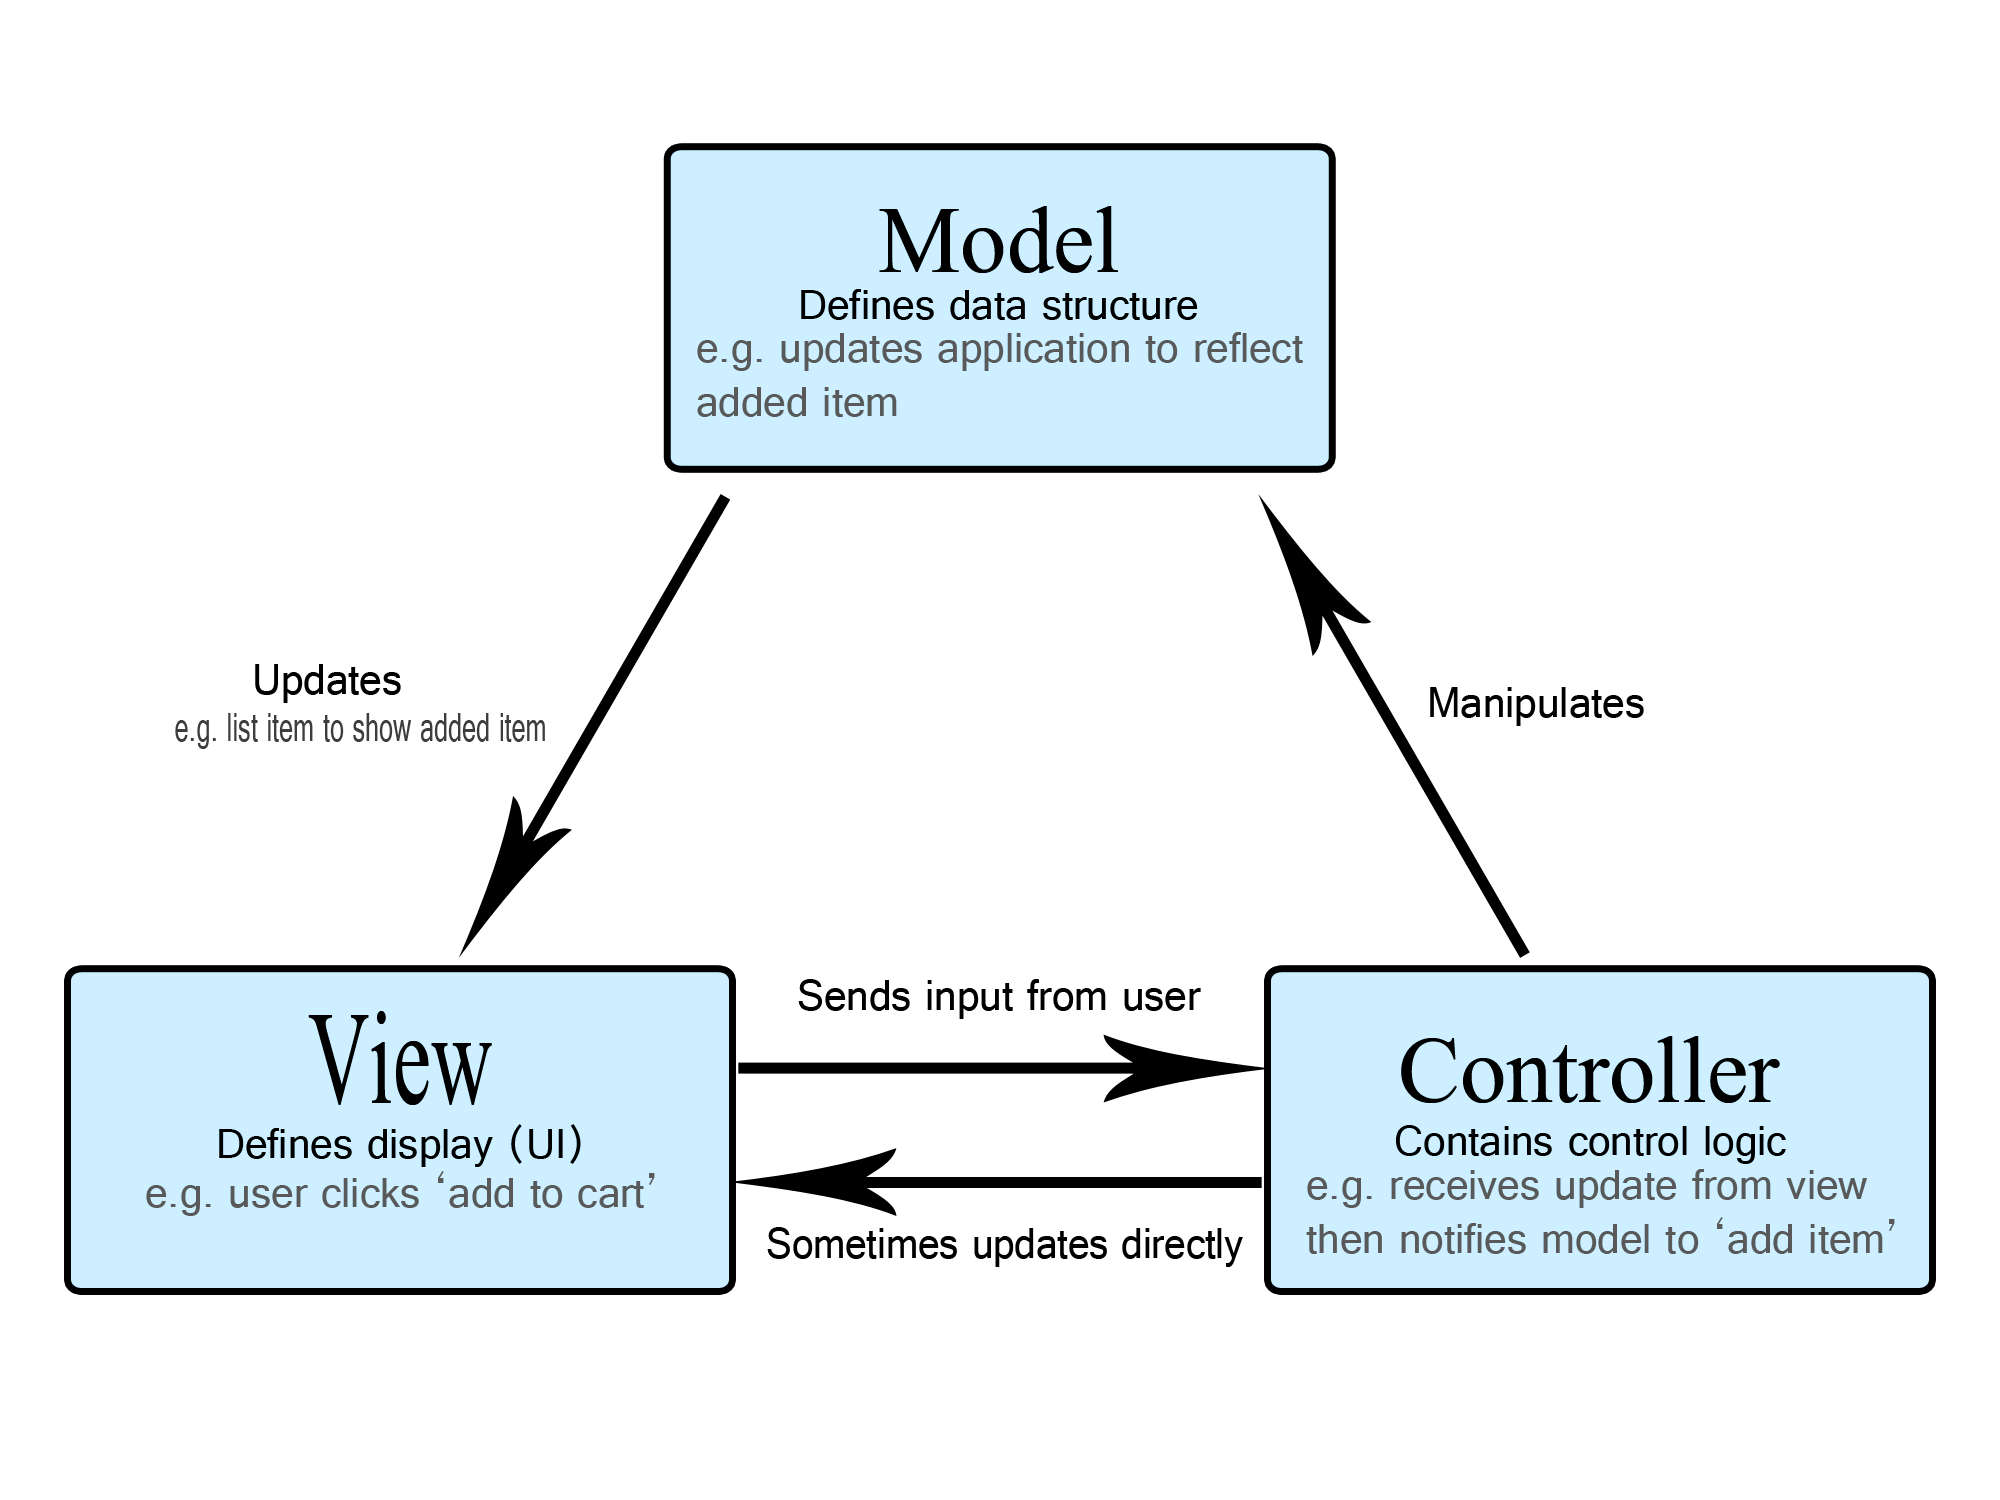 Model
Defines data structure
e.g. updates application to reflect
added item
Updates
e.g. list item to show added item
Manipulates
Sends input from user
View
Defines display (UI)
e.g. user clicks ‘add to cart’
Controller
Contains control logic
e.g. receives update from view
then notifies model to ‘add item’
Sometimes updates directly